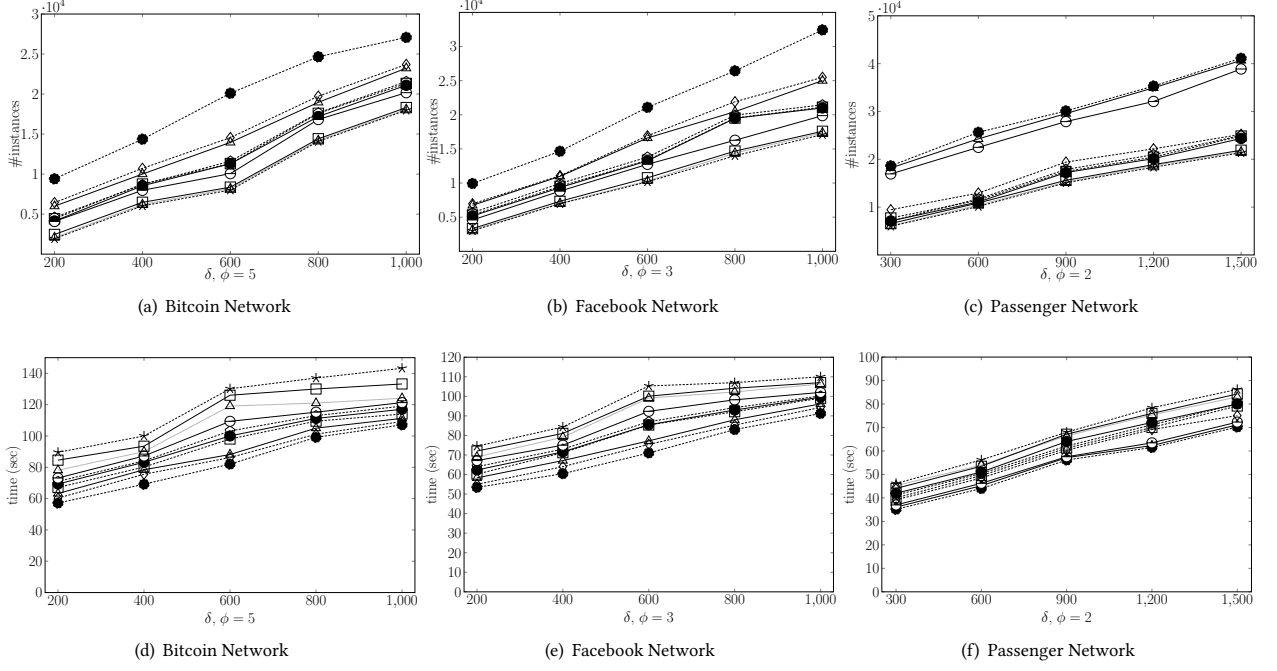 ·10⁴
3
2.5
2
1.5
1
0.5
#instances
200 400 600 800 1,000
δ, ϕ = 5
(a) Bitcoin Network
·10⁴
3
2.5
2
1.5
1
0.5
#instances
200 400 600 800 1,000
δ, ϕ = 3
(b) Facebook Network
·10⁴
5
4
3
2
1
#instances
300 600 900 1,200 1,500
δ, ϕ = 2
(c) Passenger Network
140
120
100
80
60
40
20
0
time (sec)
200 400 600 800 1,000
δ, ϕ = 5
(d) Bitcoin Network
120
110
100
90
80
70
60
50
40
30
20
10
0
time (sec)
200 400 600 800 1,000
δ, ϕ = 3
(e) Facebook Network
100
90
80
70
60
50
40
30
20
10
0
time (sec)
300 600 900 1,200 1,500
δ, ϕ = 2
(f) Passenger Network